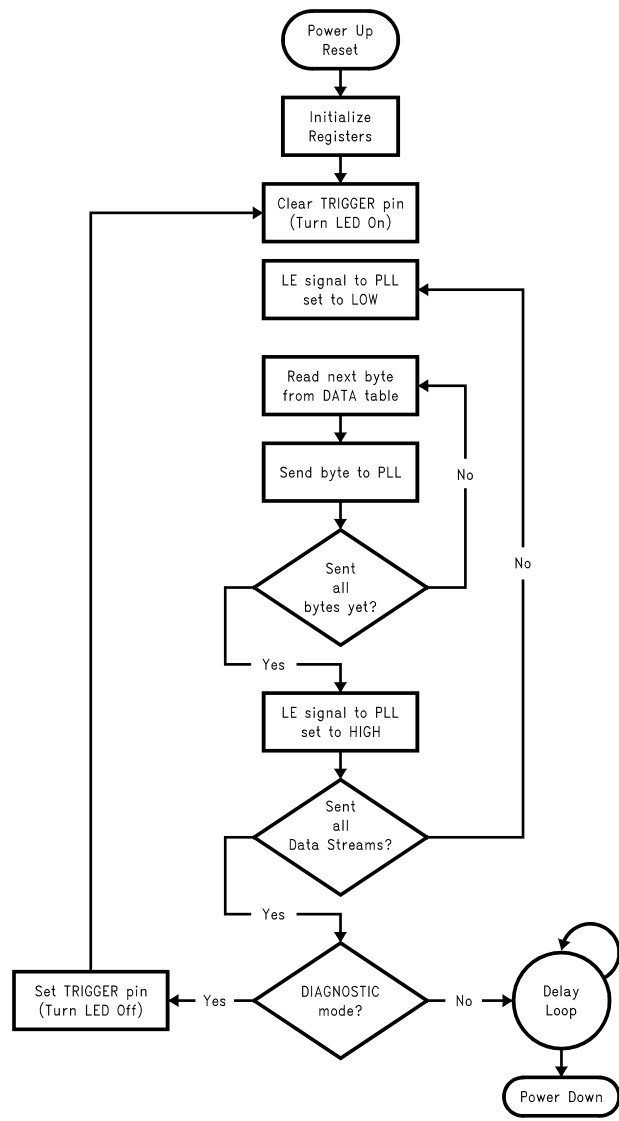 Power Up
Reset
Initialize
Registers
Clear TRIGGER pin
(Turn LED On)
LE signal to PLL
set to LOW
Read next byte
from DATA table
Send byte to PLL
No
Sent
all
bytes yet?
No
Yes
LE signal to PLL
set to HIGH
Sent
all
Data Streams?
Yes
Set TRIGGER pin
(Turn LED Off)
Yes
DIAGNOSTIC
mode?
No
Delay
Loop
Power Down